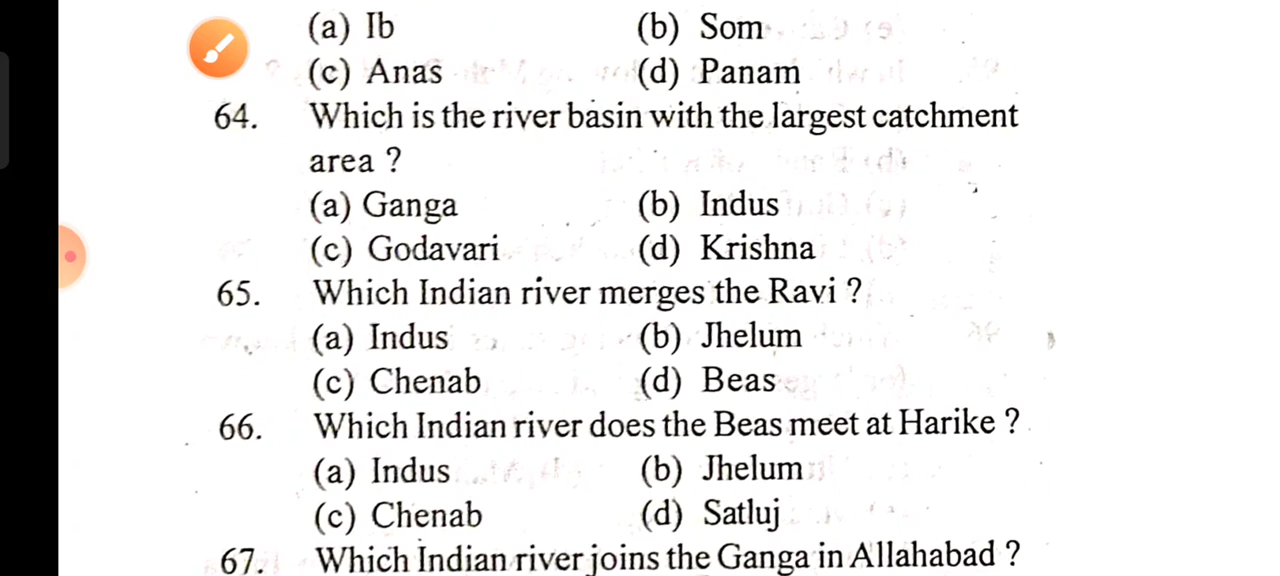 (a) Ib (b) Som
(c) Anas (d) Panam
64. Which is the river basin with the largest catchment
area ?
(a) Ganga (b) Indus
(c) Godavari (d) Krishna
65. Which Indian river merges the Ravi ?
(a) Indus (b) Jhelum
(c) Chenab (d) Beas
66. Which Indian river does the Beas meet at Harike ?
(a) Indus (b) Jhelum
(c) Chenab (d) Satluj
67. Which Indian river joins the Ganga in Allahabad ?